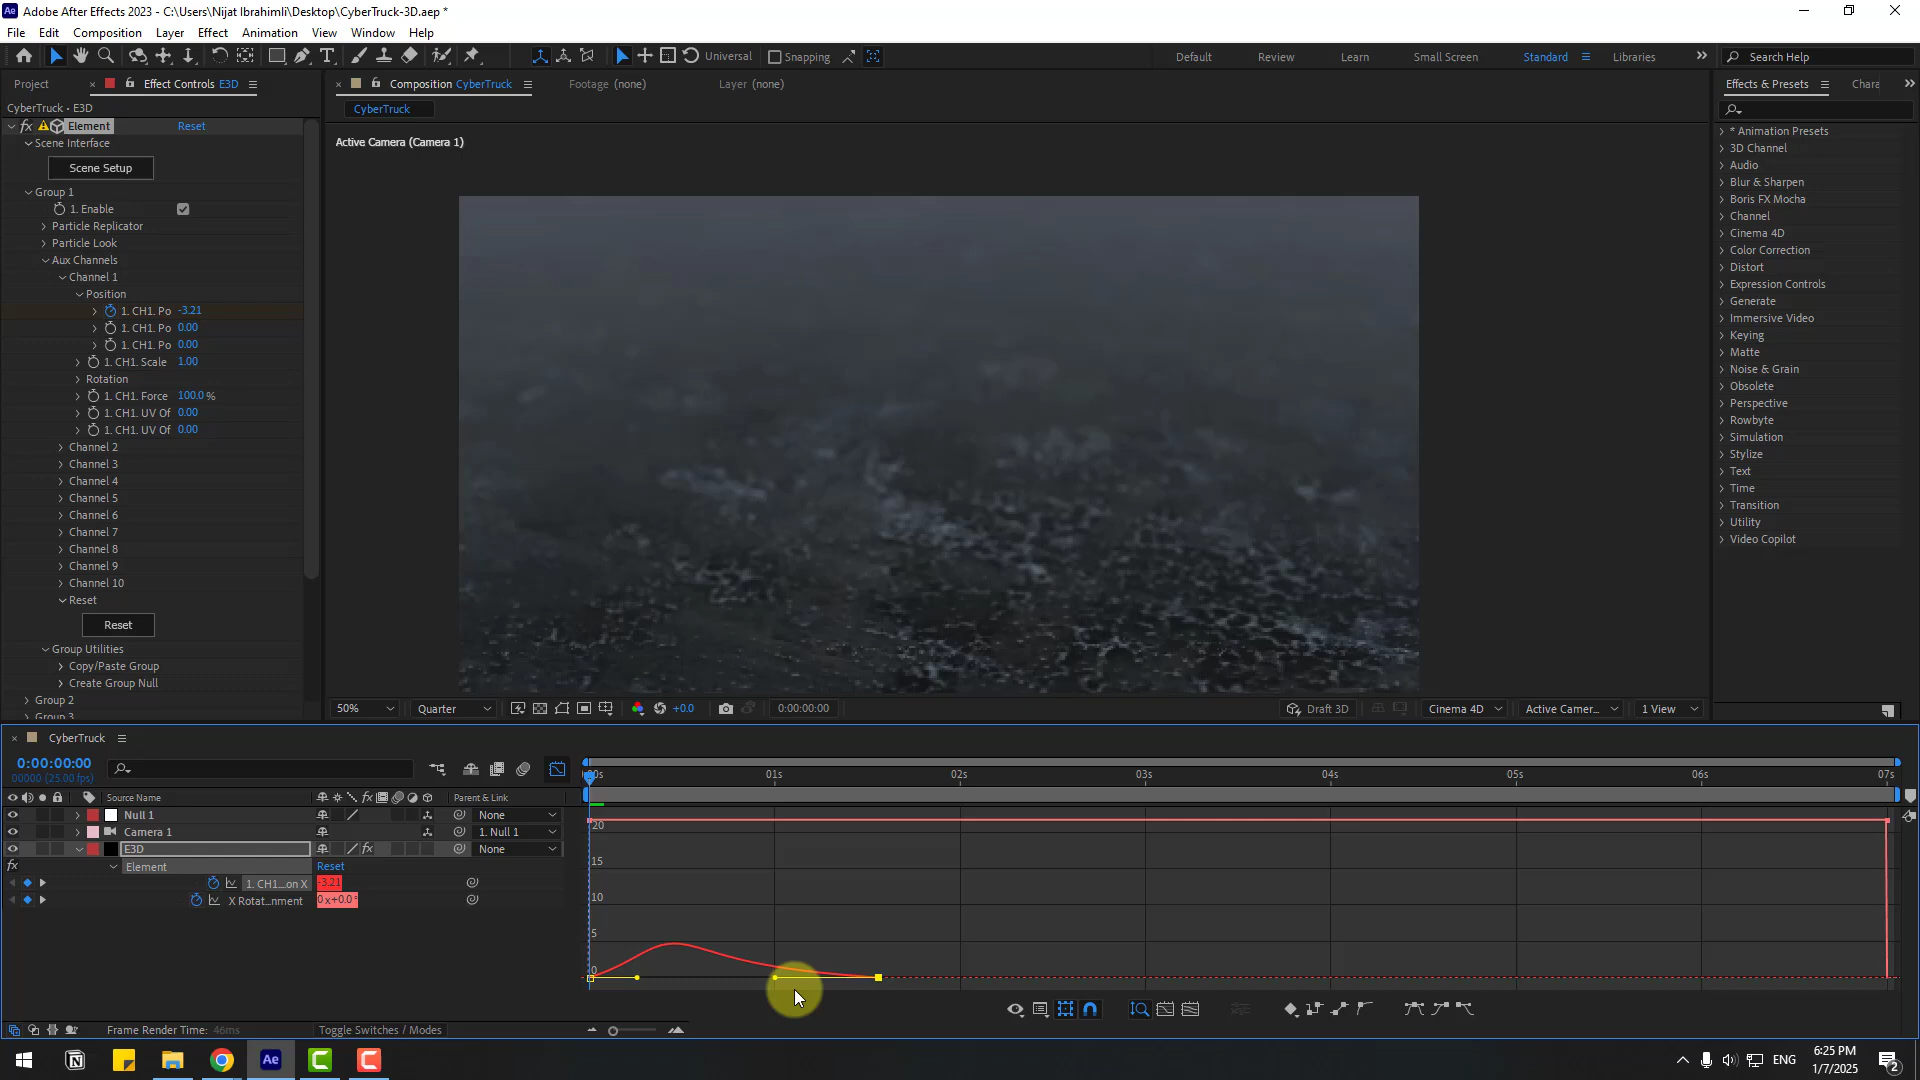 Adobe After Effects 2023 - C:\Users\Nijat Ibrahimli\Desktop\CyberTruck-3D.aep *
File Edit Composition Layer Effect Animation View Window Help
Universal Snapping Default Review Learn Small Screen Standard Libraries Search Help
Project Effect Controls E3D Composition CyberTruck Footage (none) Layer (none) Effects & Presets Chara
CyberTruck • E3D
CyberTruck
Element Reset
Active Camera (Camera 1)
Scene Interface
Scene Setup
Group 1
1. Enable
Particle Replicator
Particle Look
Aux Channels
Channel 1
Position
1. CH1. Po -3.21
1. CH1. Po 0.00
1. CH1. Po 0.00
1. CH1. Scale 1.00
Rotation
1. CH1. Force 100.0 %
1. CH1. UV Of 0.00
1. CH1. UV Of 0.00
Channel 2
Channel 3
Channel 4
Channel 5
Channel 6
Channel 7
Channel 8
Channel 9
Channel 10
Reset
Reset
Group Utilities
Copy/Paste Group
Create Group Null
Group 2
Group 3
* Animation Presets
3D Channel
Audio
Blur & Sharpen
Boris FX Mocha
Channel
Cinema 4D
Color Correction
Distort
Expression Controls
Generate
Immersive Video
Keying
Matte
Noise & Grain
Obsolete
Perspective
Rowbyte
Simulation
Stylize
Text
Time
Transition
Utility
Video Copilot
50% Quarter +0.0 0:00:00:00 Draft 3D Cinema 4D Active Camer... 1 View
CyberTruck
0:00:00:00
00000 (25.00 fps)
00s 01s 02s 03s 04s 05s 06s 07s
Source Name Parent & Link
Null 1 None
Camera 1 1. Null 1
E3D None
Element Reset
1. CH1....on X -3.21
X Rotat...nment 0 x+0.0°
20
15
10
5
0
Frame Render Time: 46ms Toggle Switches / Modes
Ae ENG 6:25 PM
1/7/2025 2